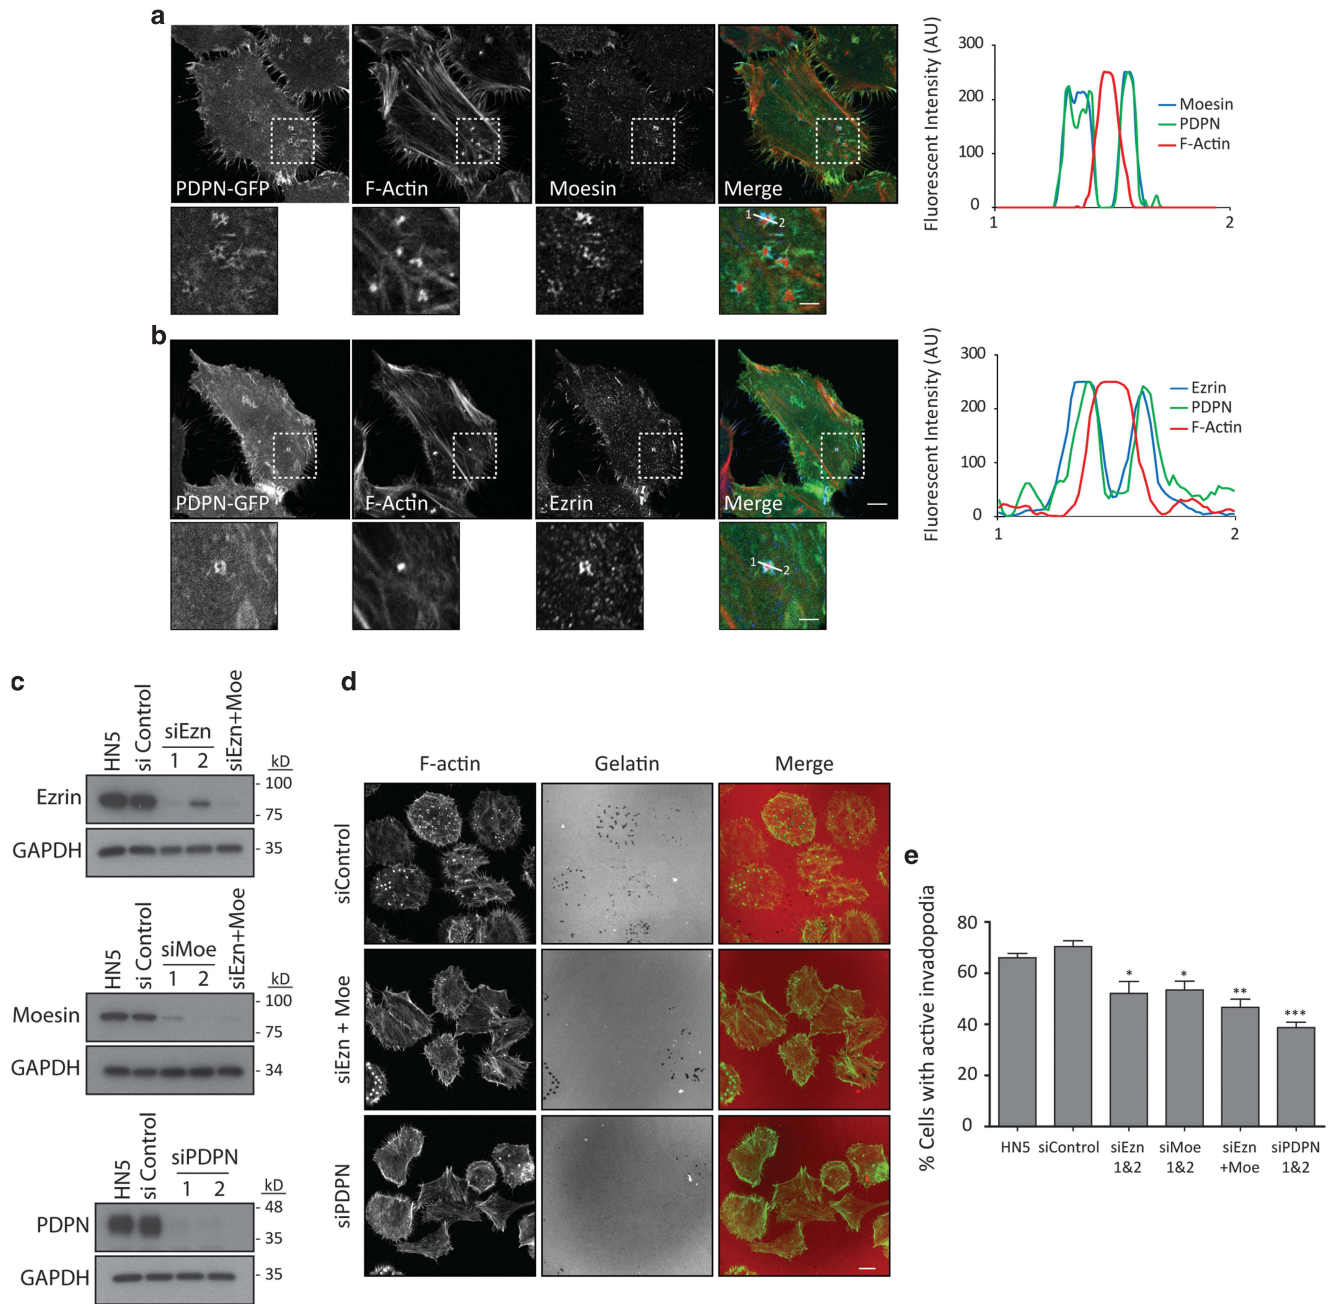 a
PDPN-GFP
F-Actin
Moesin
Merge
1
2
Fluorescent Intensity (AU)
300
200
100
0
1
2
Moesin
PDPN
F-Actin
b
PDPN-GFP
F-Actin
Ezrin
Merge
1
2
Fluorescent Intensity (AU)
300
200
100
0
1
2
Ezrin
PDPN
F-Actin
c
HN5
si Control
siEzn
1 2
siEzn+Moe
kD
Ezrin
- 100
- 75
GAPDH
- 35
HN5
si Control
siMoe
1 2
siEzn+Moe
kD
Moesin
- 100
- 75
GAPDH
- 34
HN5
si Control
siPDPN
1 2
kD
PDPN
- 48
- 35
GAPDH
- 35
d
F-actin Gelatin Merge
siControl
siEzn + Moe
siPDPN
e
% Cells with active invadopodia
80
60
40
20
0
*
*
**
***
HN5
siControl
siEzn
1&2
siMoe
1&2
siEzn
+Moe
siPDPN
1&2